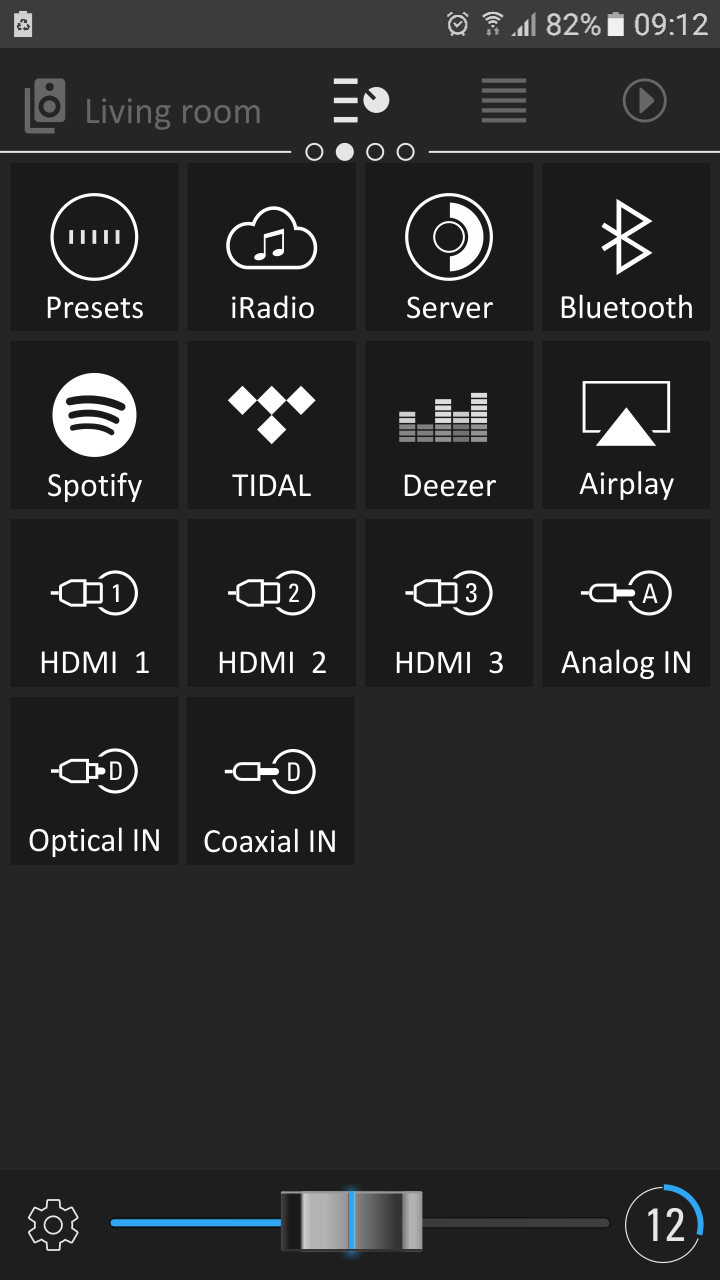 82% 09:12
Living room
Presets iRadio Server Bluetooth
Spotify TIDAL Deezer Airplay
1 2 3 A
HDMI 1 HDMI 2 HDMI 3 Analog IN
D D
Optical IN Coaxial IN
12